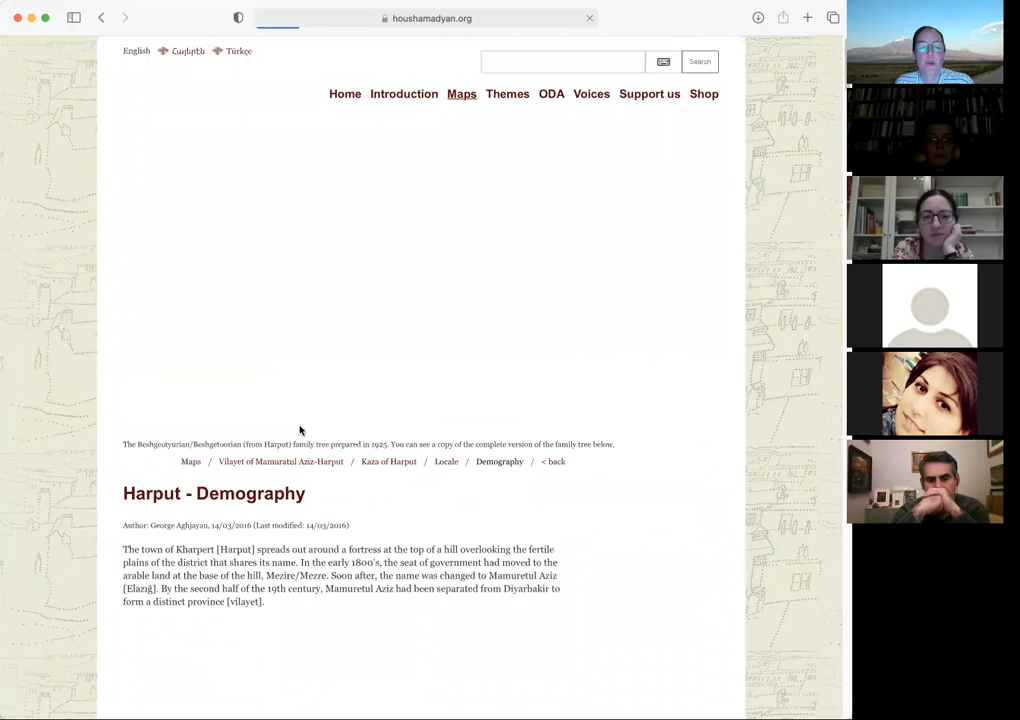 houshamadyan.org
English Հայերէն Türkçe
Search
Home Introduction Maps Themes ODA Voices Support us Shop
The Beshgeotyurian/Beshgetoorian (from Harput) family tree prepared in 1925. You can see a copy of the complete version of the family tree below.
Maps / Vilayet of Mamuratul Aziz-Harput / Kaza of Harput / Locale / Demography / < back
Harput - Demography
Author: George Aghjayan, 14/03/2016 (Last modified: 14/03/2016)
The town of Kharpert [Harput] spreads out around a fortress at the top of a hill overlooking the fertile
plains of the district that shares its name. In the early 1800's, the seat of government had moved to the
arable land at the base of the hill, Mezire/Mezre. Soon after, the name was changed to Mamuretul Aziz
[Elazığ]. By the second half of the 19th century, Mamuretul Aziz had been separated from Diyarbakir to
form a distinct province [vilayet].